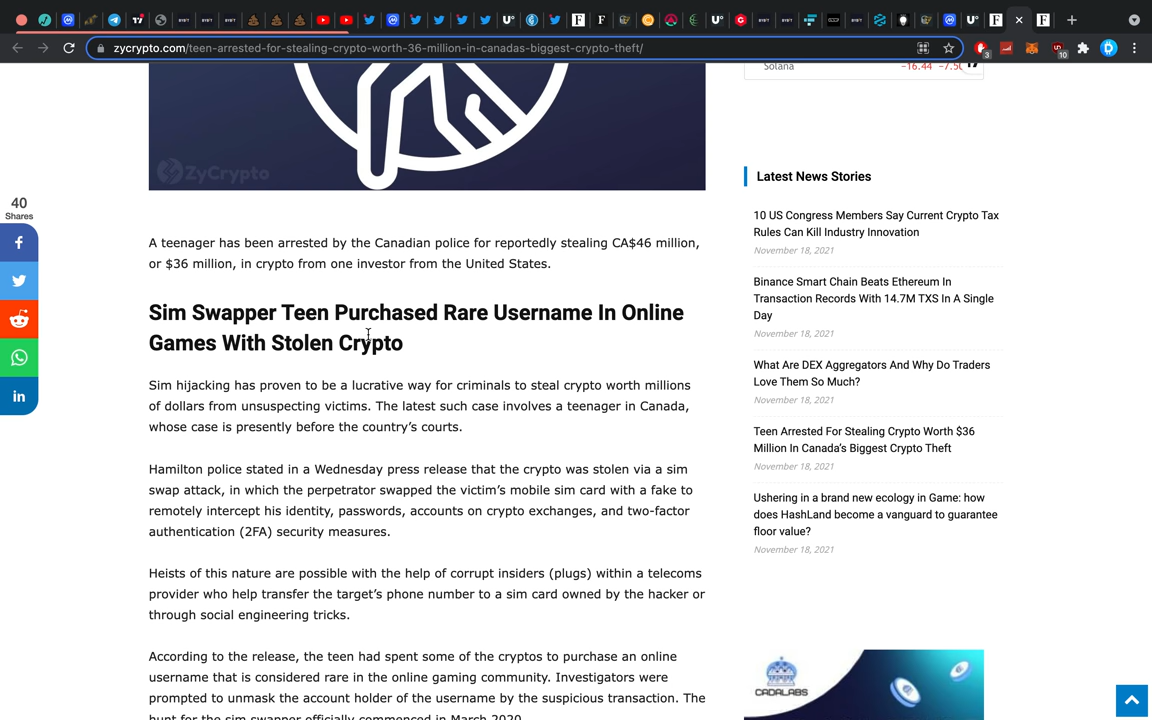 zycrypto.com/teen-arrested-for-stealing-crypto-worth-36-million-in-canadas-biggest-crypto-theft/
3
10
ZyCrypto
Solana
−16.44 −7.5
40
Shares
A teenager has been arrested by the Canadian police for reportedly stealing CA$46 million,
or $36 million, in crypto from one investor from the United States.
Sim Swapper Teen Purchased Rare Username In Online
Games With Stolen Crypto
Sim hijacking has proven to be a lucrative way for criminals to steal crypto worth millions
of dollars from unsuspecting victims. The latest such case involves a teenager in Canada,
whose case is presently before the country's courts.
Hamilton police stated in a Wednesday press release that the crypto was stolen via a sim
swap attack, in which the perpetrator swapped the victim's mobile sim card with a fake to
remotely intercept his identity, passwords, accounts on crypto exchanges, and two-factor
authentication (2FA) security measures.
Heists of this nature are possible with the help of corrupt insiders (plugs) within a telecoms
provider who help transfer the target's phone number to a sim card owned by the hacker or
through social engineering tricks.
According to the release, the teen had spent some of the cryptos to purchase an online
username that is considered rare in the online gaming community. Investigators were
prompted to unmask the account holder of the username by the suspicious transaction. The
hunt for the sim swapper officially commenced in March 2020.
Latest News Stories
10 US Congress Members Say Current Crypto Tax
Rules Can Kill Industry Innovation
November 18, 2021
Binance Smart Chain Beats Ethereum In
Transaction Records With 14.7M TXS In A Single
Day
November 18, 2021
What Are DEX Aggregators And Why Do Traders
Love Them So Much?
November 18, 2021
Teen Arrested For Stealing Crypto Worth $36
Million In Canada's Biggest Crypto Theft
November 18, 2021
Ushering in a brand new ecology in Game: how
does HashLand become a vanguard to guarantee
floor value?
November 18, 2021
CADALABS